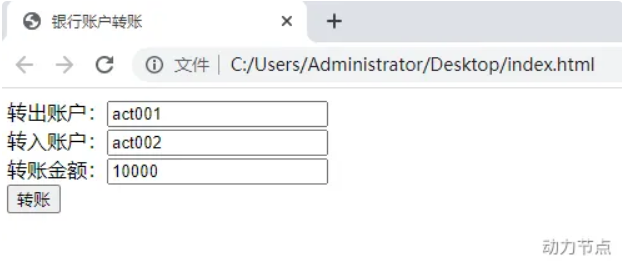 银行账户转账
文件 C:/Users/Administrator/Desktop/index.html
转出账户：act001
转入账户：act002
转账金额：10000
转账
动力节点